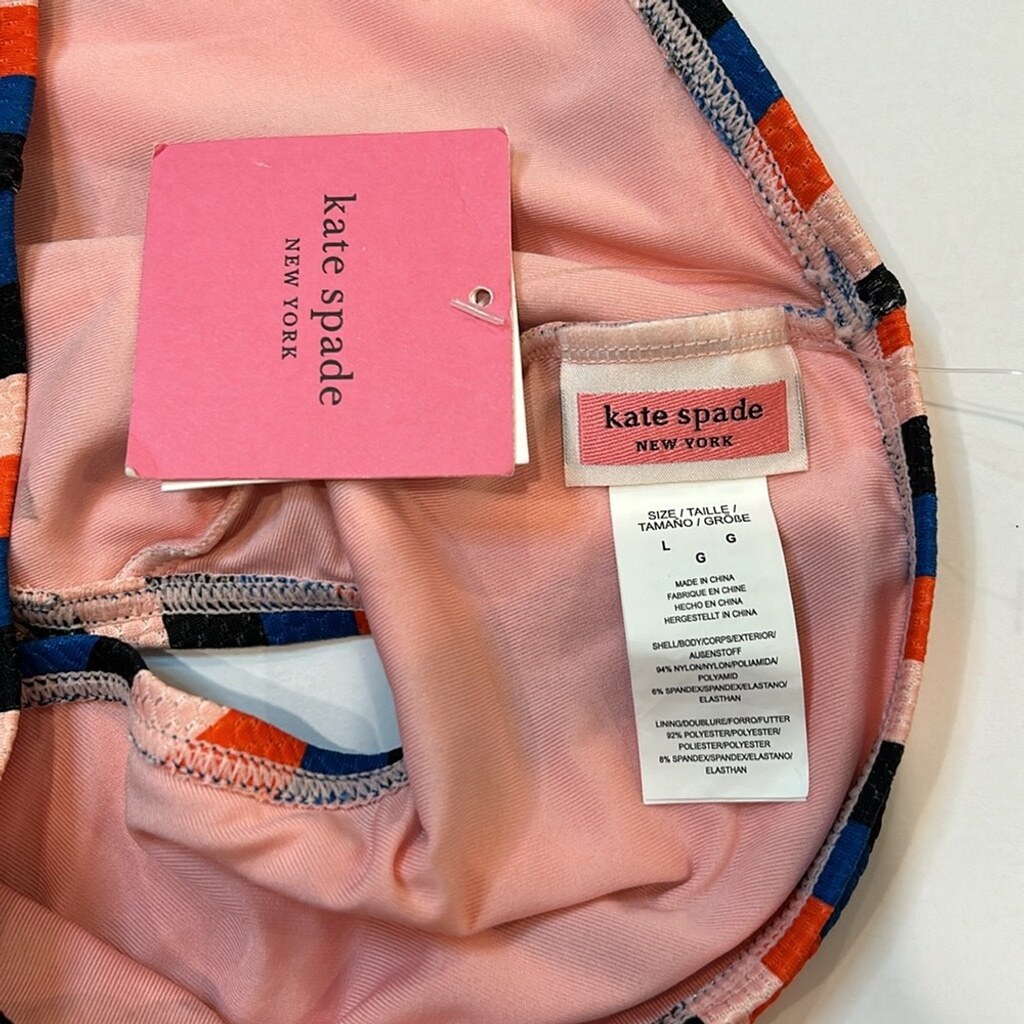 kate spade
NEW YORK
kate spade
NEW YORK
SIZE / TAILLE /
TAMAÑO / GRÖßE
L G
G
MADE IN CHINA
FABRIQUE EN CHINE
HECHO EN CHINA
HERGESTELLT IN CHINA
SHELL/BODY/CORPS/EXTERIOR/
AUßENSTOFF
94% NYLON/NYLON/POLIAMIDA/
POLYAMID
6% SPANDEX/SPANDEX/ELASTANO/
ELASTHAN
LINING/DOUBLURE/FORRO/FUTTER
92% POLYESTER/POLYESTER/
POLIESTER/POLYESTER
8% SPANDEX/SPANDEX/ELASTANO/
ELASTHAN